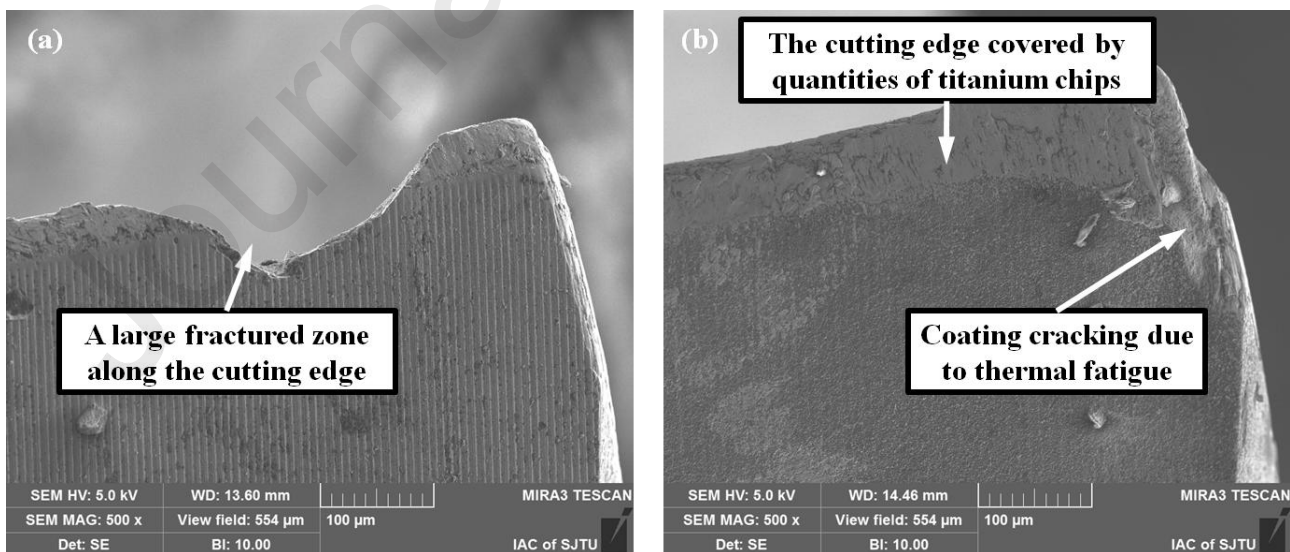 (a)
Journa
A large fractured zone
along the cutting edge
SEM HV: 5.0 kV
WD: 13.60 mm
MIRA3 TESCAN
SEM MAG: 500 x
View field: 554 µm
100 µm
Det: SE
BI: 10.00
IAC of SJTU
(b)
The cutting edge covered by
quantities of titanium chips
Coating cracking due
to thermal fatigue
SEM HV: 5.0 kV
WD: 14.46 mm
MIRA3 TESCAN
SEM MAG: 500 x
View field: 554 µm
100 µm
Det: SE
BI: 10.00
IAC of SJTU